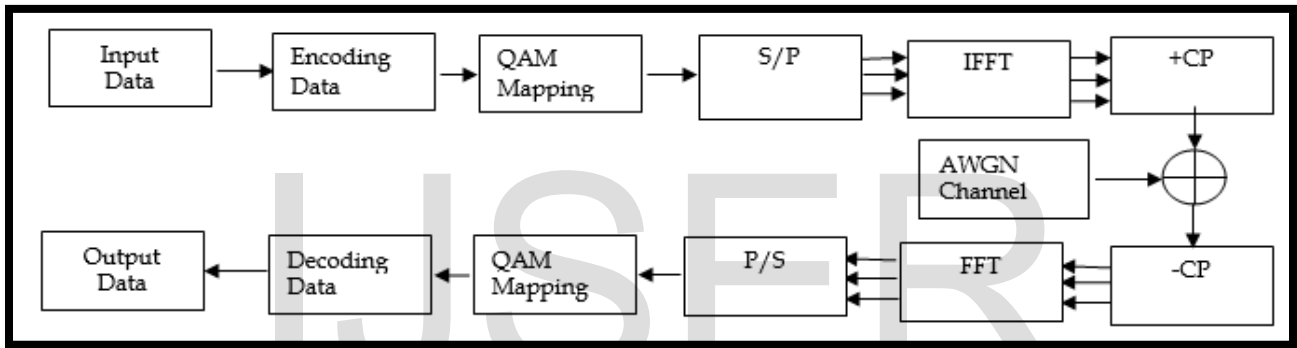 Input
Data
Encoding
Data
QAM
Mapping
S/P
IFFT
+CP
AWGN
Channel
Output
Data
Decoding
Data
QAM
Mapping
P/S
FFT
-CP
IJSER